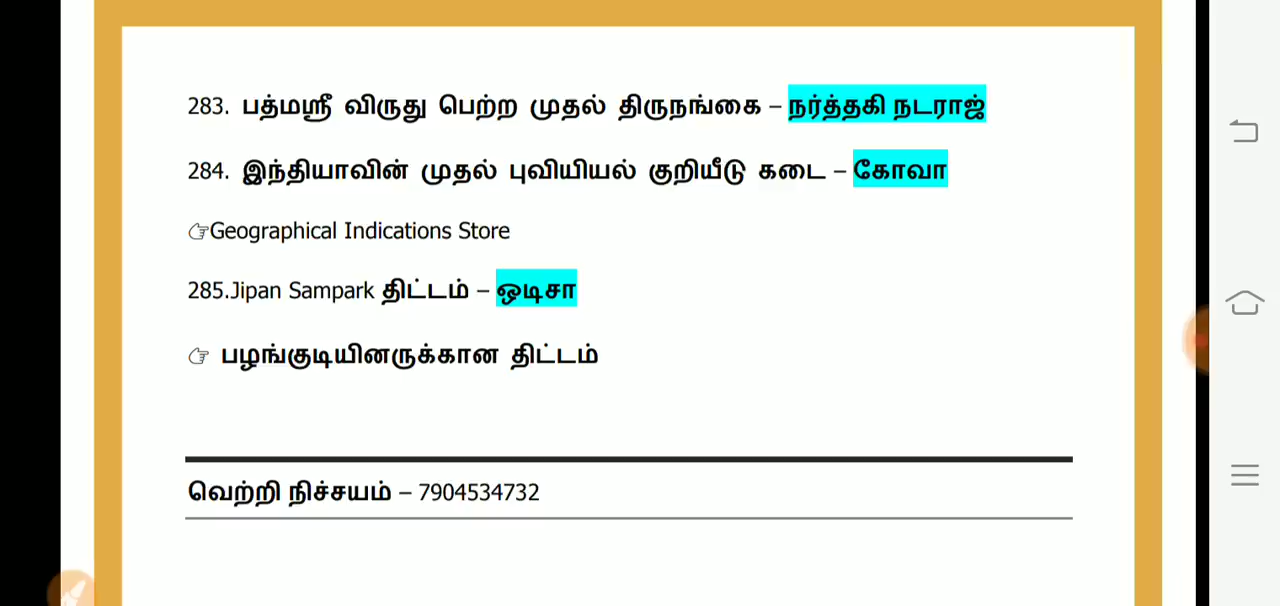 283. பத்மஸ்ரீ விருது பெற்ற முதல் திருநங்கை – நர்த்தகி நடராஜ்
284. இந்தியாவின் முதல் புவியியல் குறியீடு கடை – கோவா
☞Geographical Indications Store
285.Jipan Sampark திட்டம் – ஒடிசா
☞ பழங்குடியினருக்கான திட்டம்
வெற்றி நிச்சயம் – 7904534732